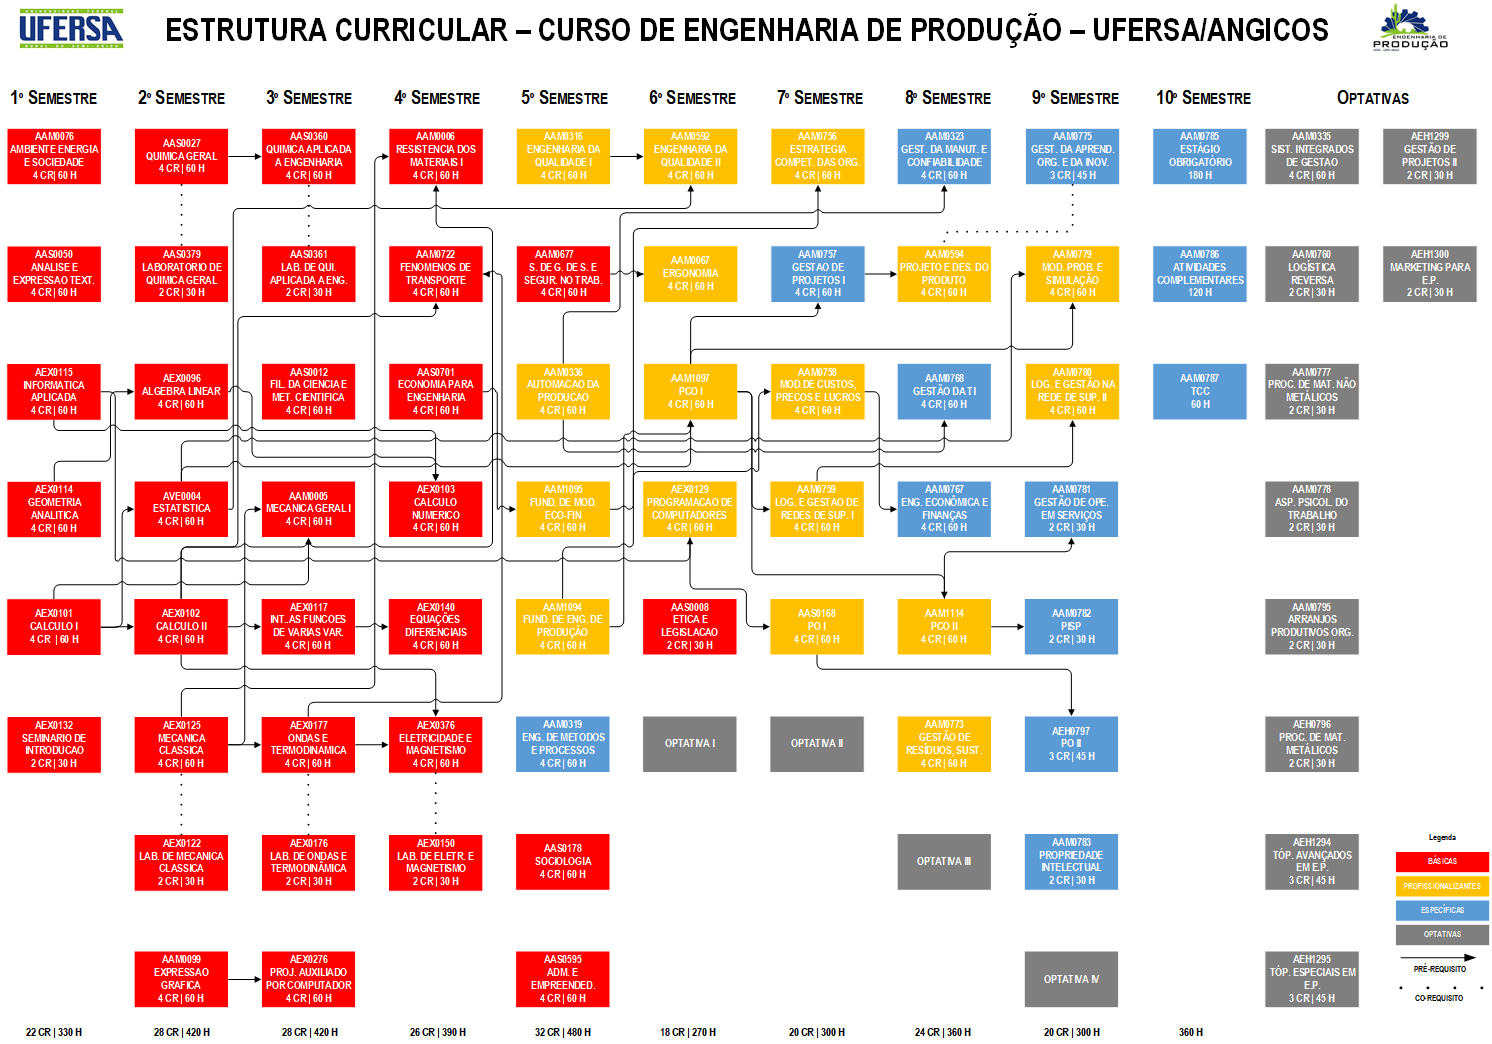 UNIVERSIDADE FEDERAL
UFERSA
RURAL DO SEMI-ÁRIDO
ESTRUTURA CURRICULAR – CURSO DE ENGENHARIA DE PRODUÇÃO – UFERSA/ANGICOS
ENGENHARIA DE
PRODUÇÃO
1º SEMESTRE
AAM0076
AMBIENTE ENERGIA
E SOCIEDADE
4 CR | 60 H
AAS0050
ANALISE E
EXPRESSAO TEXT.
4 CR | 60 H
AEX0115
INFORMATICA
APLICADA
4 CR | 60 H
AEX0114
GEOMETRIA
ANALITICA
4 CR | 60 H
AEX0101
CALCULO I
4 CR | 60 H
AEX0132
SEMINARIO DE
INTRODUCAO
2 CR | 30 H
22 CR | 330 H
2º SEMESTRE
AAS0027
QUIMICA GERAL
4 CR | 60 H
AAS0379
LABORATORIO DE
QUIMICA GERAL
2 CR | 30 H
AEX0096
ALGEBRA LINEAR
4 CR | 60 H
AVE0004
ESTATISTICA
4 CR | 60 H
AEX0102
CALCULO II
4 CR | 60 H
AEX0125
MECANICA
CLASSICA
4 CR | 60 H
AEX0122
LAB. DE MECANICA
CLASSICA
2 CR | 30 H
AAM0099
EXPRESSAO
GRAFICA
4 CR | 60 H
28 CR | 420 H
3º SEMESTRE
AAS0360
QUIMICA APLICADA
A ENGENHARIA
4 CR | 60 H
AAS0361
LAB. DE QUI.
APLICADA A ENG.
2 CR | 30 H
AAS0012
FIL. DA CIENCIA E
MET. CIENTIFICA
4 CR | 60 H
AAM0005
MECANICA GERAL I
4 CR | 60 H
AEX0117
INT. AS FUNCOES
DE VARIAS VAR.
4 CR | 60 H
AEX0177
ONDAS E
TERMODINAMICA
4 CR | 60 H
AEX0176
LAB. DE ONDAS E
TERMODINÂMICA
2 CR | 30 H
AEX0276
PROJ. AUXILIADO
POR COMPUTADOR
4 CR | 60 H
28 CR | 420 H
4º SEMESTRE
AAM0006
RESISTENCIA DOS
MATERIAIS I
4 CR | 60 H
AAM0722
FENOMENOS DE
TRANSPORTE
4 CR | 60 H
AAS0701
ECONOMIA PARA
ENGENHARIA
4 CR | 60 H
AEX0103
CALCULO
NUMERICO
4 CR | 60 H
AEX0140
EQUAÇÕES
DIFERENCIAIS
4 CR | 60 H
AEX0376
ELETRICIDADE E
MAGNETISMO
4 CR | 60 H
AEX0150
LAB. DE ELETR. E
MAGNETISMO
2 CR | 30 H
26 CR | 390 H
5º SEMESTRE
AAM0316
ENGENHARIA DA
QUALIDADE I
4 CR | 60 H
AAM0677
S. DE G. DE S. E
SEGUR. NO TRAB.
4 CR | 60 H
AAM0336
AUTOMACAO DA
PRODUCAO
4 CR | 60 H
AAM1095
FUND. DE MOD.
ECO-FIN
4 CR | 60 H
AAM1094
FUND. DE ENG. DE
PRODUÇÃO
4 CR | 60 H
AAM0319
ENG. DE METODOS
E PROCESSOS
4 CR | 60 H
AAS0178
SOCIOLOGIA
4 CR | 60 H
AAS0595
ADM. E
EMPREENDED.
4 CR | 60 H
32 CR | 480 H
6º SEMESTRE
AAM0592
ENGENHARIA DA
QUALIDADE II
4 CR | 60 H
AAM0067
ERGONOMIA
4 CR | 60 H
AAM1097
PCO I
4 CR | 60 H
AEX0129
PROGRAMACAO DE
COMPUTADORES
4 CR | 60 H
AAS0008
ETICA E
LEGISLACAO
2 CR | 30 H
OPTATIVA I
18 CR | 270 H
7º SEMESTRE
AAM0756
ESTRATEGIA
COMPET. DAS ORG.
4 CR | 60 H
AAM0757
GESTAO DE
PROJETOS I
4 CR | 60 H
AAM0758
MOD. DE CUSTOS,
PRECOS E LUCROS
4 CR | 60 H
AAM0759
LOG. E GESTAO DE
REDES DE SUP. I
4 CR | 60 H
AAS0168
PO I
4 CR | 60 H
OPTATIVA II
20 CR | 300 H
8º SEMESTRE
AAM0323
GEST. DA MANUT. E
CONFIABILIDADE
4 CR | 60 H
AAM0594
PROJETO E DES. DO
PRODUTO
4 CR | 60 H
AAM0768
GESTÃO DA TI
4 CR | 60 H
AAM0767
ENG. ECONÔMICA E
FINANÇAS
4 CR | 60 H
AAM1114
PCO II
4 CR | 60 H
AAM0773
GESTÃO DE
RESÍDUOS, SUST.
4 CR | 60 H
OPTATIVA III
24 CR | 360 H
9º SEMESTRE
AAM0775
GEST. DA APREND.
ORG. E DA INOV.
3 CR | 45 H
AAM0779
MOD. PROB. E
SIMULAÇÃO
4 CR | 60 H
AAM0780
LOG. E GESTÃO NA
REDE DE SUP. II
4 CR | 60 H
AAM0781
GESTÃO DE OPE.
EM SERVIÇOS
2 CR | 30 H
AAM0782
PISP
2 CR | 30 H
AEH0797
PO II
3 CR | 45 H
AAM0783
PROPRIEDADE
INTELECTUAL
2 CR | 30 H
OPTATIVA IV
20 CR | 300 H
10º SEMESTRE
AAM0785
ESTÁGIO
OBRIGATÓRIO
180 H
AAM0786
ATIVIDADES
COMPLEMENTARES
120 H
AAM0787
TCC
60 H
360 H
OPTATIVAS
AAM0335
SIST. INTEGRADOS
DE GESTAO
4 CR | 60 H
AAM0760
LOGÍSTICA
REVERSA
2 CR | 30 H
AAM0777
PROC. DE MAT. NÃO
METÁLICOS
2 CR | 30 H
AAM0778
ASP. PSICOL. DO
TRABALHO
2 CR | 30 H
AAM0795
ARRANJOS
PRODUTIVOS ORG.
2 CR | 30 H
AEH0796
PROC. DE MAT.
METÁLICOS
2 CR | 30 H
AEH1294
TÓP. AVANÇADOS
EM E.P.
3 CR | 45 H
AEH1295
TÓP. ESPECIAIS EM
E.P.
3 CR | 45 H
AEH1299
GESTÃO DE
PROJETOS II
2 CR | 30 H
AEH1300
MARKETING PARA
E.P.
2 CR | 30 H
Legenda
BÁSICAS
PROFISSIONALIZANTES
ESPECÍFICAS
OPTATIVAS
PRÉ-REQUISITO
CO-REQUISITO